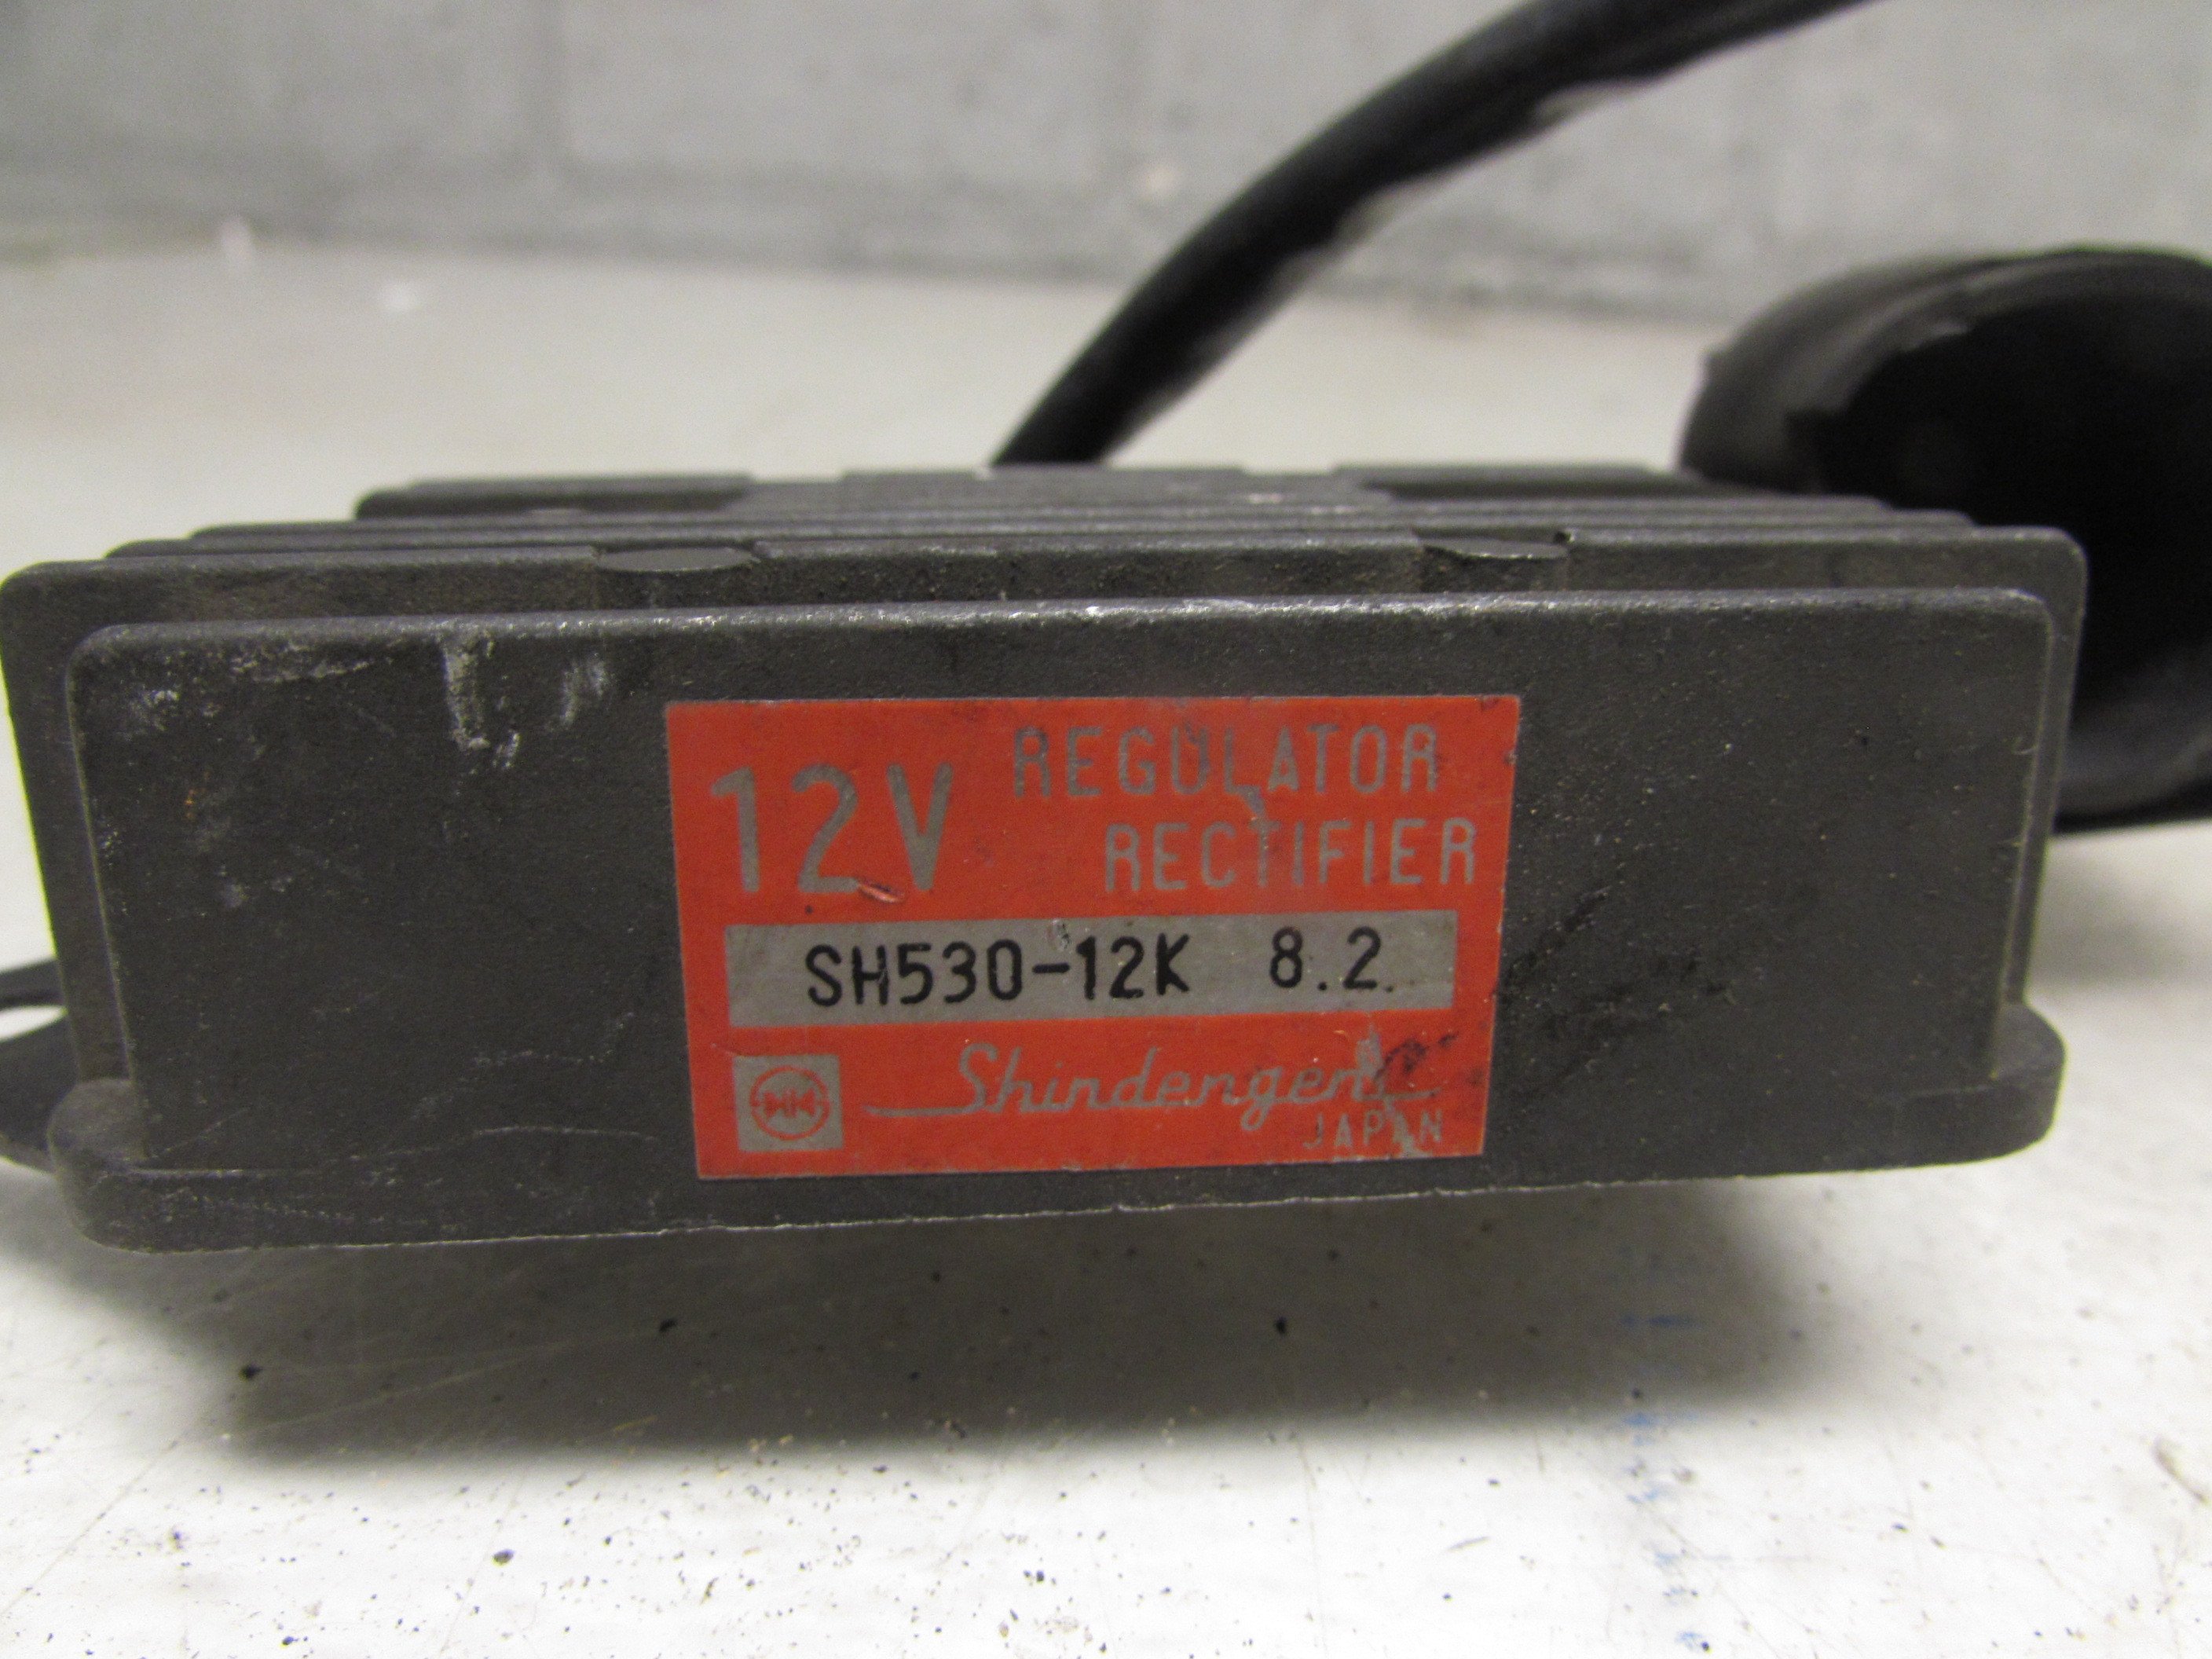 12V REGULATOR
RECTIFIER
SH530-12K 8.2.
Shindengen
JAPAN